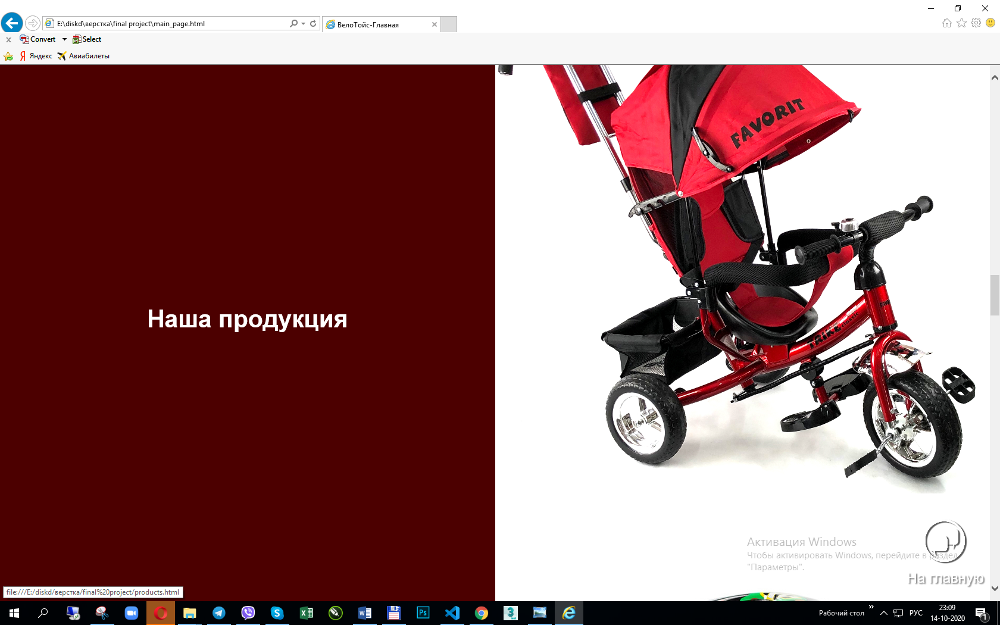 E:\diskd\верстка\final project\main_page.html
ВелоТойс-Главная
x Convert Select
Яндекс Авиабилеты
FAVORIT
Наша продукция
TRIKE classic
Активация Windows
Чтобы активировать Windows, перейдите в раздел
"Параметры".
На главную
file:///E:/diskd/верстка/final%20project/products.html
Рабочий стол
РУС
23:09
14-10-2020
1